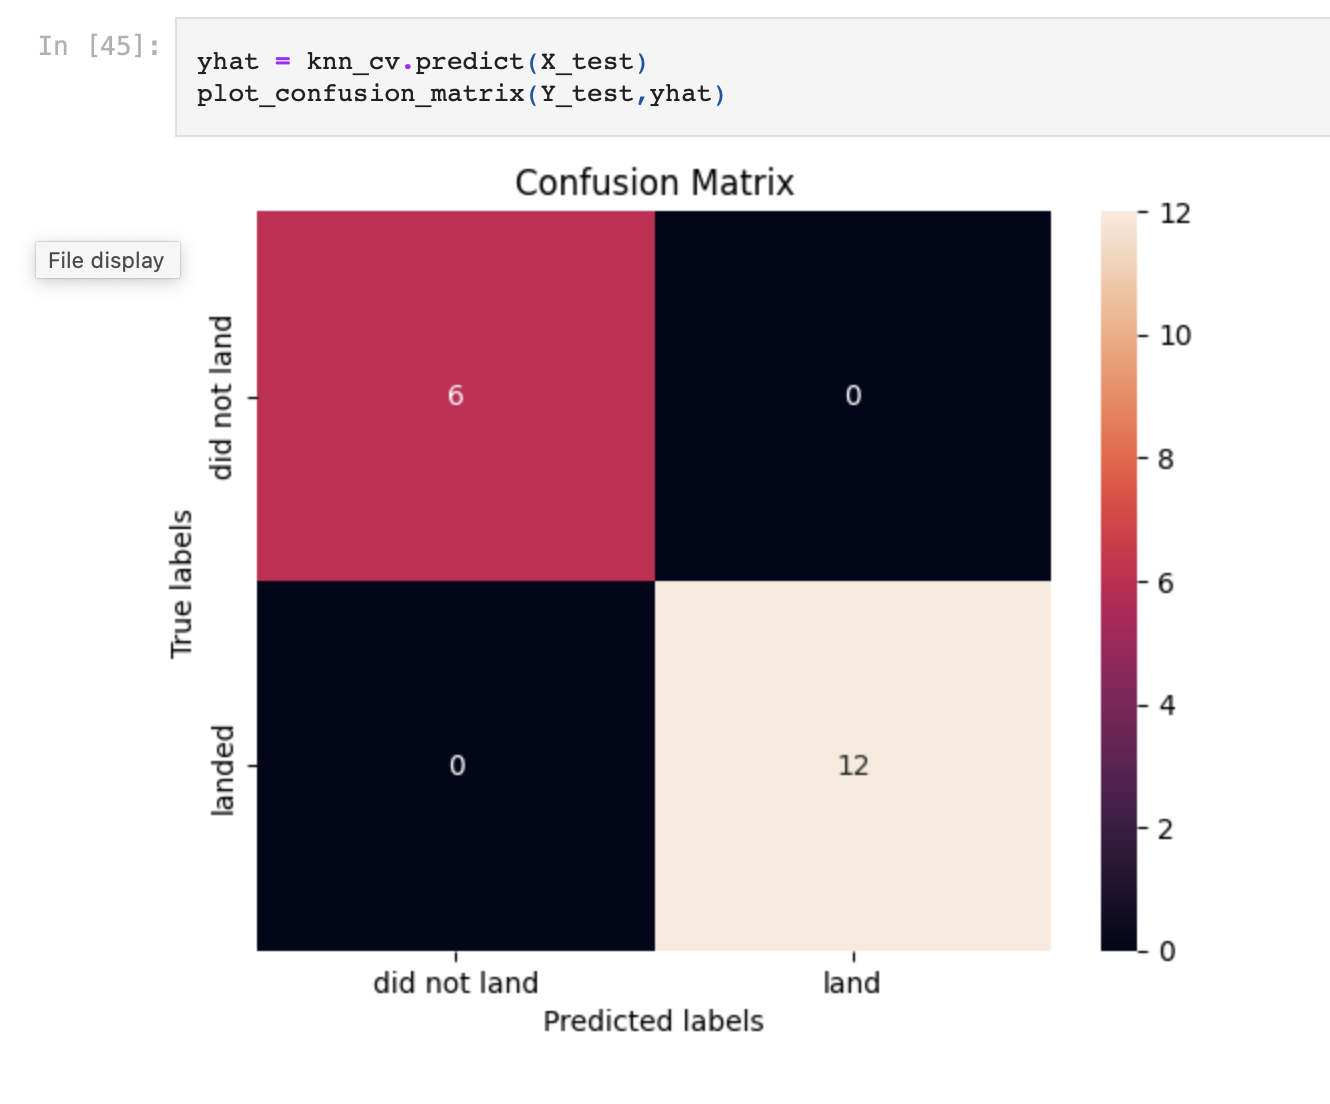 In [45]:
yhat = knn_cv.predict(X_test)
plot_confusion_matrix(Y_test,yhat)
Confusion Matrix
File display
True labels
did not land
landed
6
0
0
12
did not land
land
Predicted labels
12
10
8
6
4
2
0